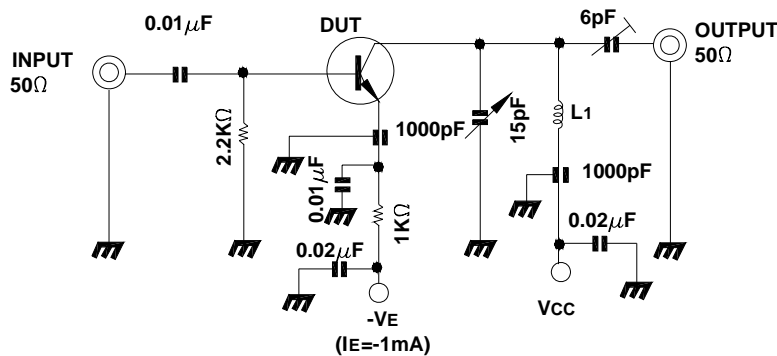 6pF
OUTPUT
50Ω
DUT
0.01µF
INPUT
50Ω
2.2KΩ
1000pF
15pF
L1
0.01µF
1000pF
1KΩ
0.02µF
0.02µF
-VE
(IE=-1mA)
VCC